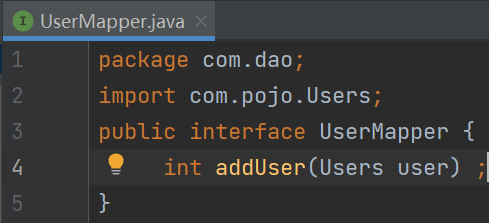 I UserMapper.java ×
1 package com.dao;
2 import com.pojo.Users;
3 public interface UserMapper {
4     int addUser(Users user) ;
5 }